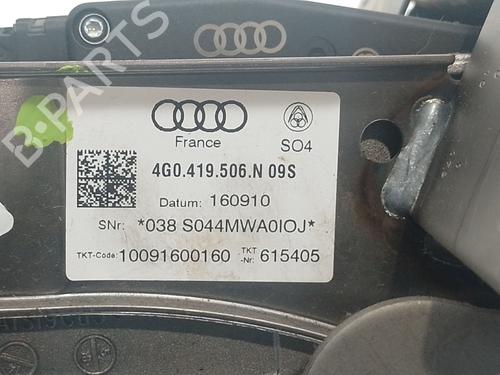 France
SO4
4G0.419.506.N 09S
Datum: 160910
SNr: *038 S044MWA0IOJ*
TKT-Code: 10091600160 TKT-Nr: 615405
B-PARTS